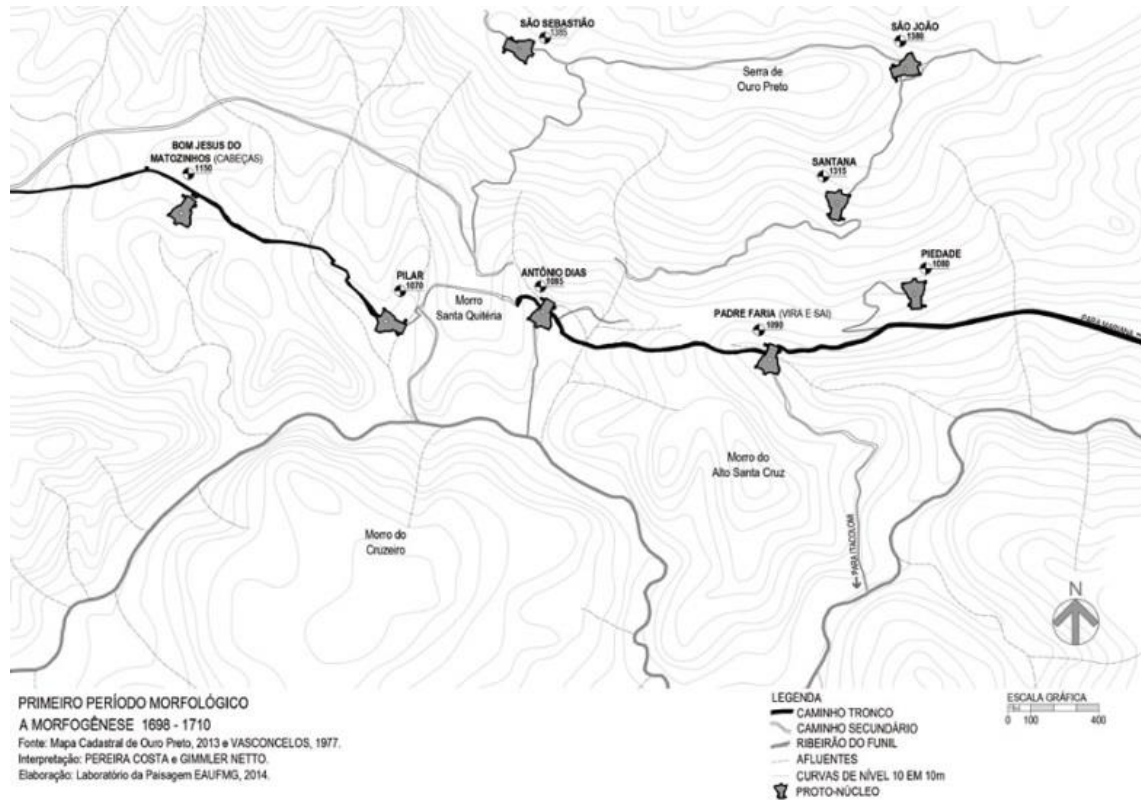 SÃO SEBASTIÃO
1385
SÃO JOÃO
1380
Serra de
Ouro Preto
BOM JESUS DO
MATOZINHOS (CABEÇAS)
1150
SANTANA
1315
PILAR
1070
Morro
Santa Quitéria
ANTÔNIO DIAS
1085
PIEDADE
1080
PADRE FARIA (VIRA E SAI)
1090
PARA MARIANA
Morro do
Alto Santa Cruz
Morro do
Cruzeiro
PARA ITACOLOMI
N
PRIMEIRO PERÍODO MORFOLÓGICO
A MORFOGÊNESE 1698 - 1710
Fonte: Mapa Cadastral de Ouro Preto, 2013 e VASCONCELOS, 1977.
Interpretação: PEREIRA COSTA e GIMMLER NETTO.
Elaboração: Laboratório da Paisagem EAUFMG, 2014.
LEGENDA
CAMINHO TRONCO
CAMINHO SECUNDÁRIO
RIBEIRÃO DO FUNIL
AFLUENTES
CURVAS DE NÍVEL 10 EM 10m
PROTO-NÚCLEO
ESCALA GRÁFICA
0 100 400